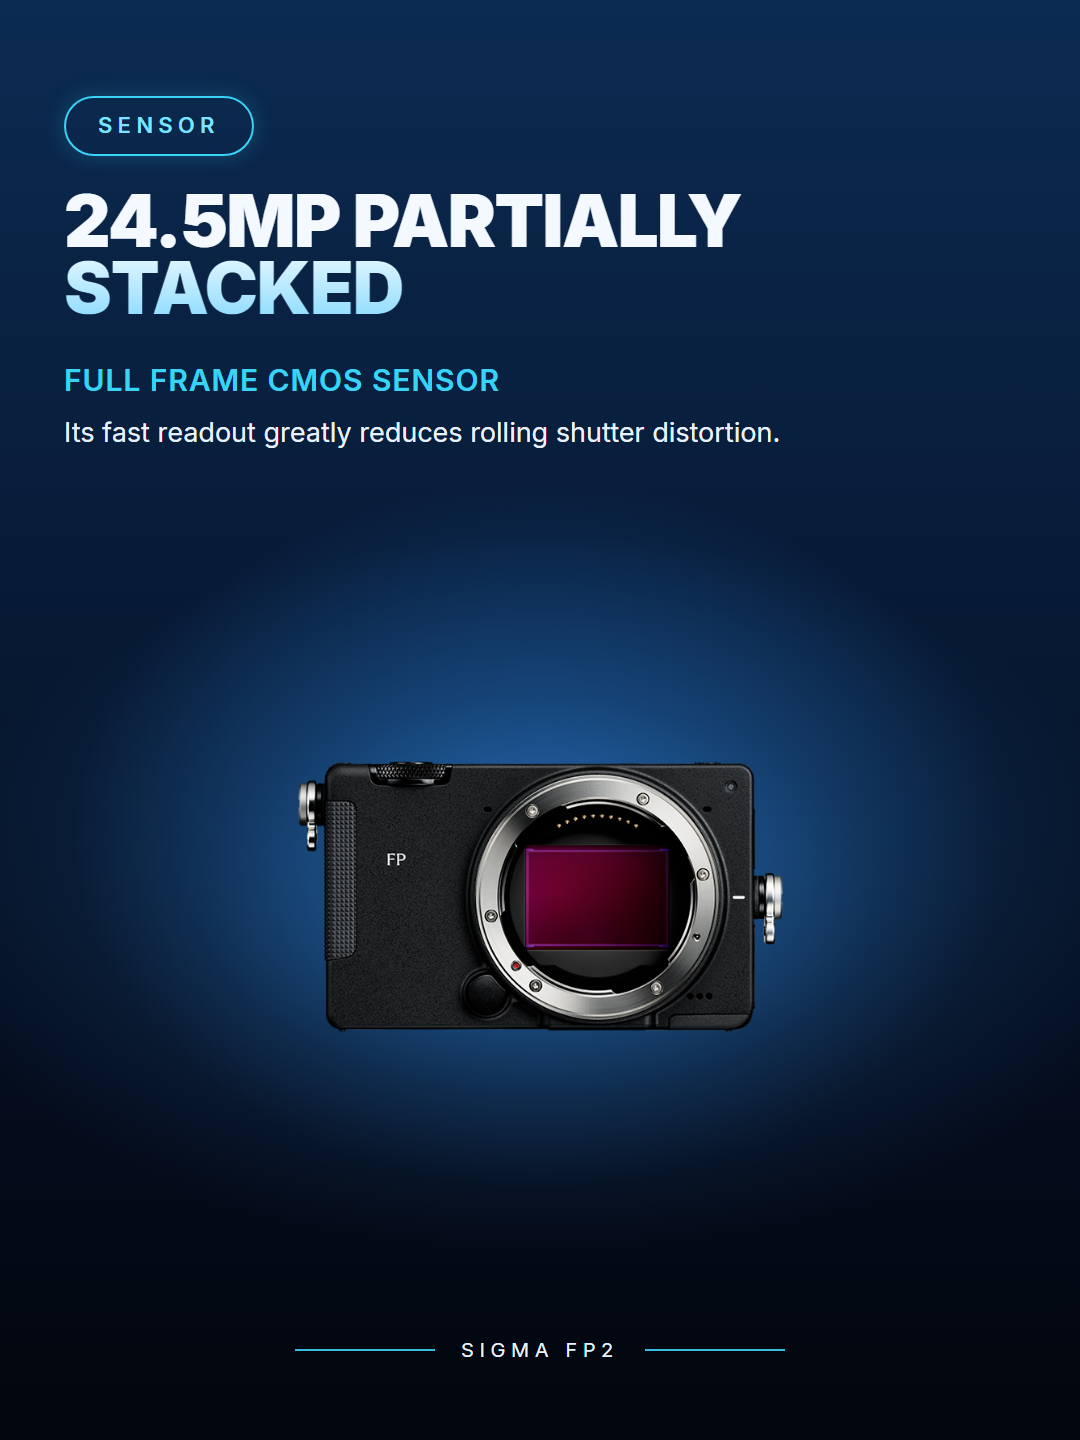 SENSOR
24.5MP PARTIALLY
STACKED
FULL FRAME CMOS SENSOR
Its fast readout greatly reduces rolling shutter distortion.
FP
SIGMA FP2